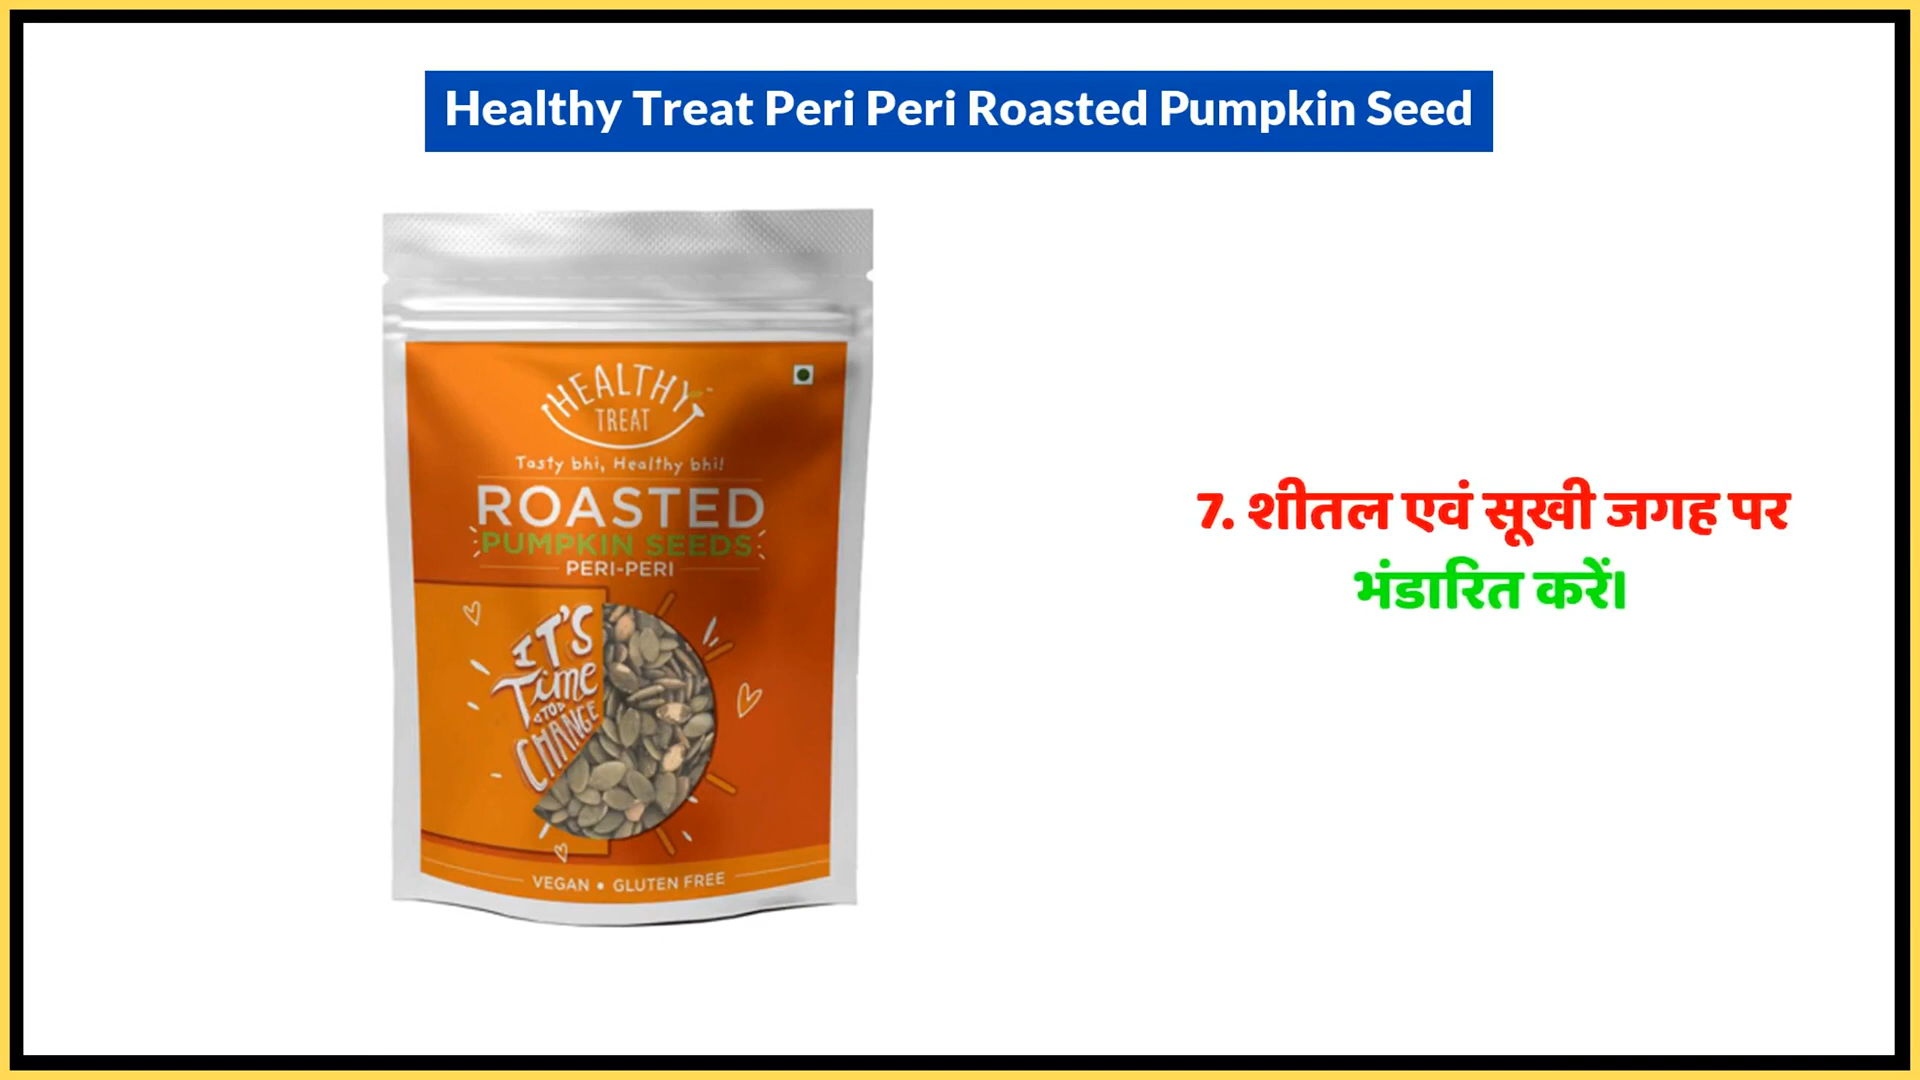 Healthy Treat Peri Peri Roasted Pumpkin Seed
HEALTHY
TREAT
Tasty bhi, Healthy bhi!
ROASTED
PUMPKIN SEEDS
PERI-PERI
IT'S
Time
TO
CHANGE
VEGAN • GLUTEN FREE
7. शीतल एवं सूखी जगह पर
भंडारित करें।